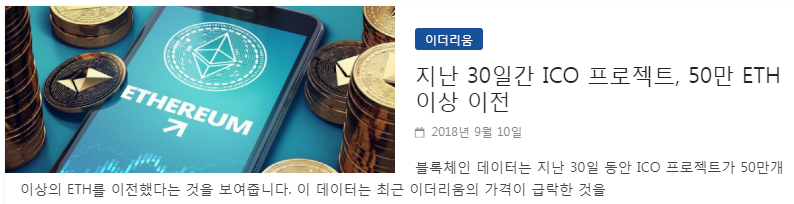 ETHEREUM
이더리움
지난 30일간 ICO 프로젝트, 50만 ETH
이상 이전
2018년 9월 10일
블록체인 데이터는 지난 30일 동안 ICO 프로젝트가 50만개
이상의 ETH를 이전했다는 것을 보여줍니다. 이 데이터는 최근 이더리움의 가격이 급락한 것을